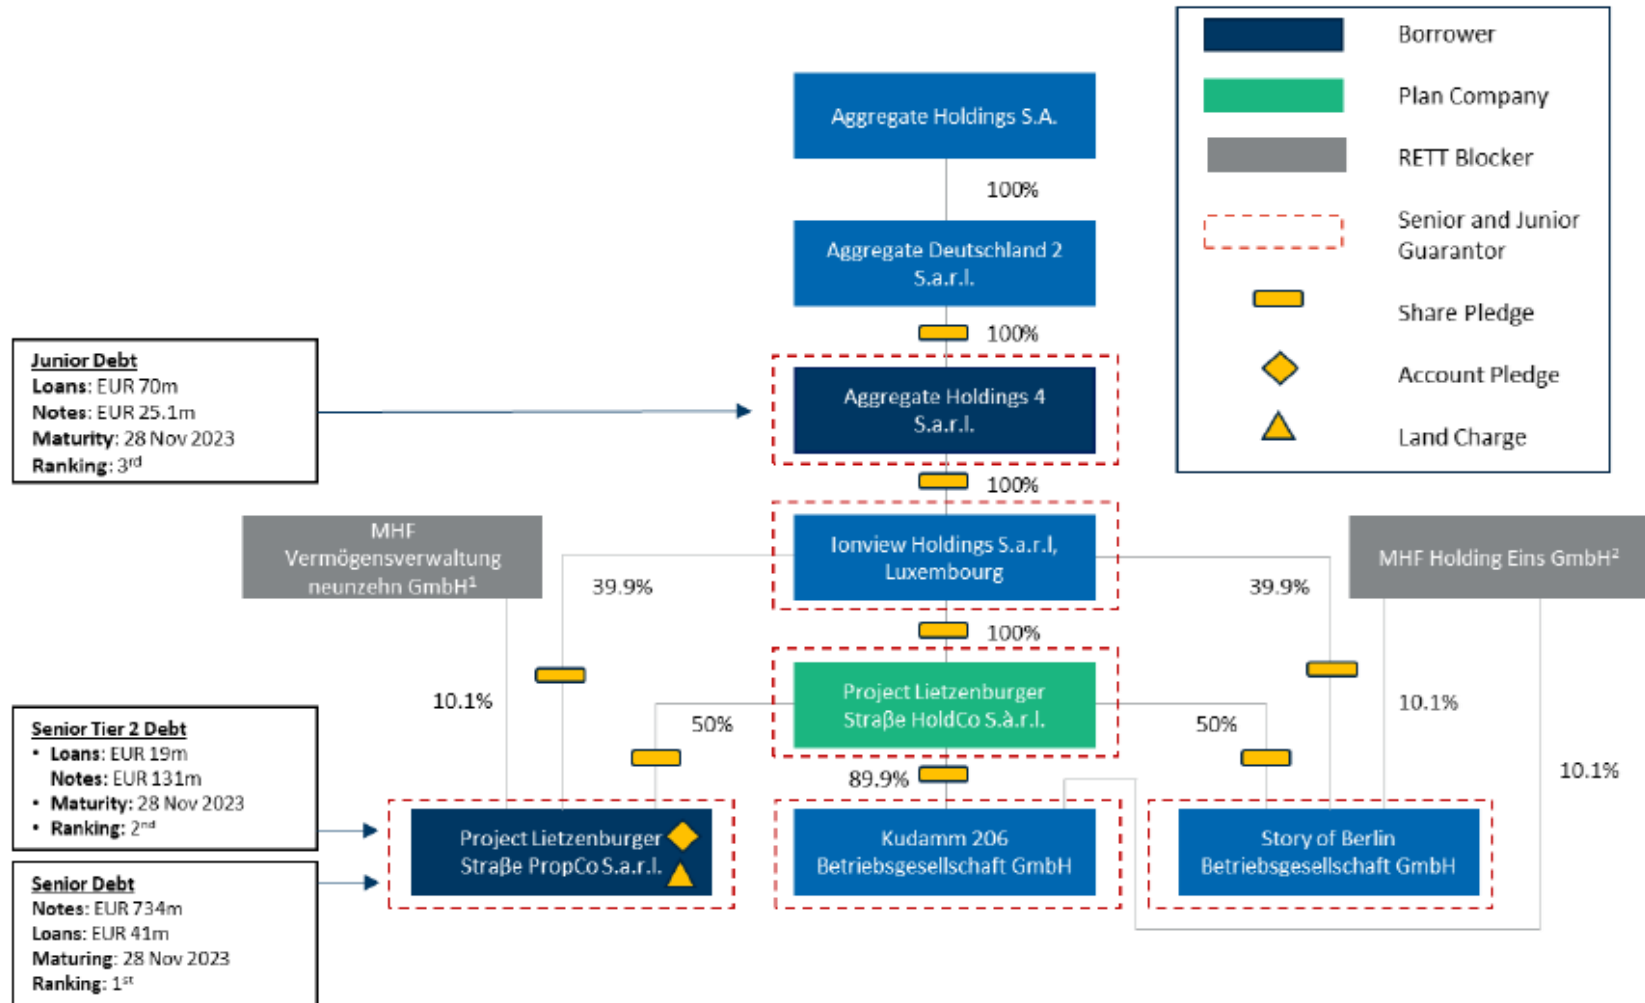 Aggregate Holdings S.A.
100%
Aggregate Deutschland 2
S.a.r.l.
100%
Aggregate Holdings 4
S.a.r.l.
100%
Ionview Holdings S.a.r.l,
Luxembourg
39.9%
39.9%
100%
MHF
Vermögensverwaltung
neunzehn GmbH¹
MHF Holding Eins GmbH²
10.1%
10.1%
10.1%
Project Lietzenburger
Straβe HoldCo S.à.r.l.
50%
50%
89.9%
Project Lietzenburger
Straße PropCo S.a.r.l.
Kudamm 206
Betriebsgesellschaft GmbH
Story of Berlin
Betriebsgesellschaft GmbH
Junior Debt
Loans: EUR 70m
Notes: EUR 25.1m
Maturity: 28 Nov 2023
Ranking: 3rd
Senior Tier 2 Debt
• Loans: EUR 19m
Notes: EUR 131m
• Maturity: 28 Nov 2023
• Ranking: 2nd
Senior Debt
Notes: EUR 734m
Loans: EUR 41m
Maturing: 28 Nov 2023
Ranking: 1st
Borrower
Plan Company
RETT Blocker
Senior and Junior
Guarantor
Share Pledge
Account Pledge
Land Charge